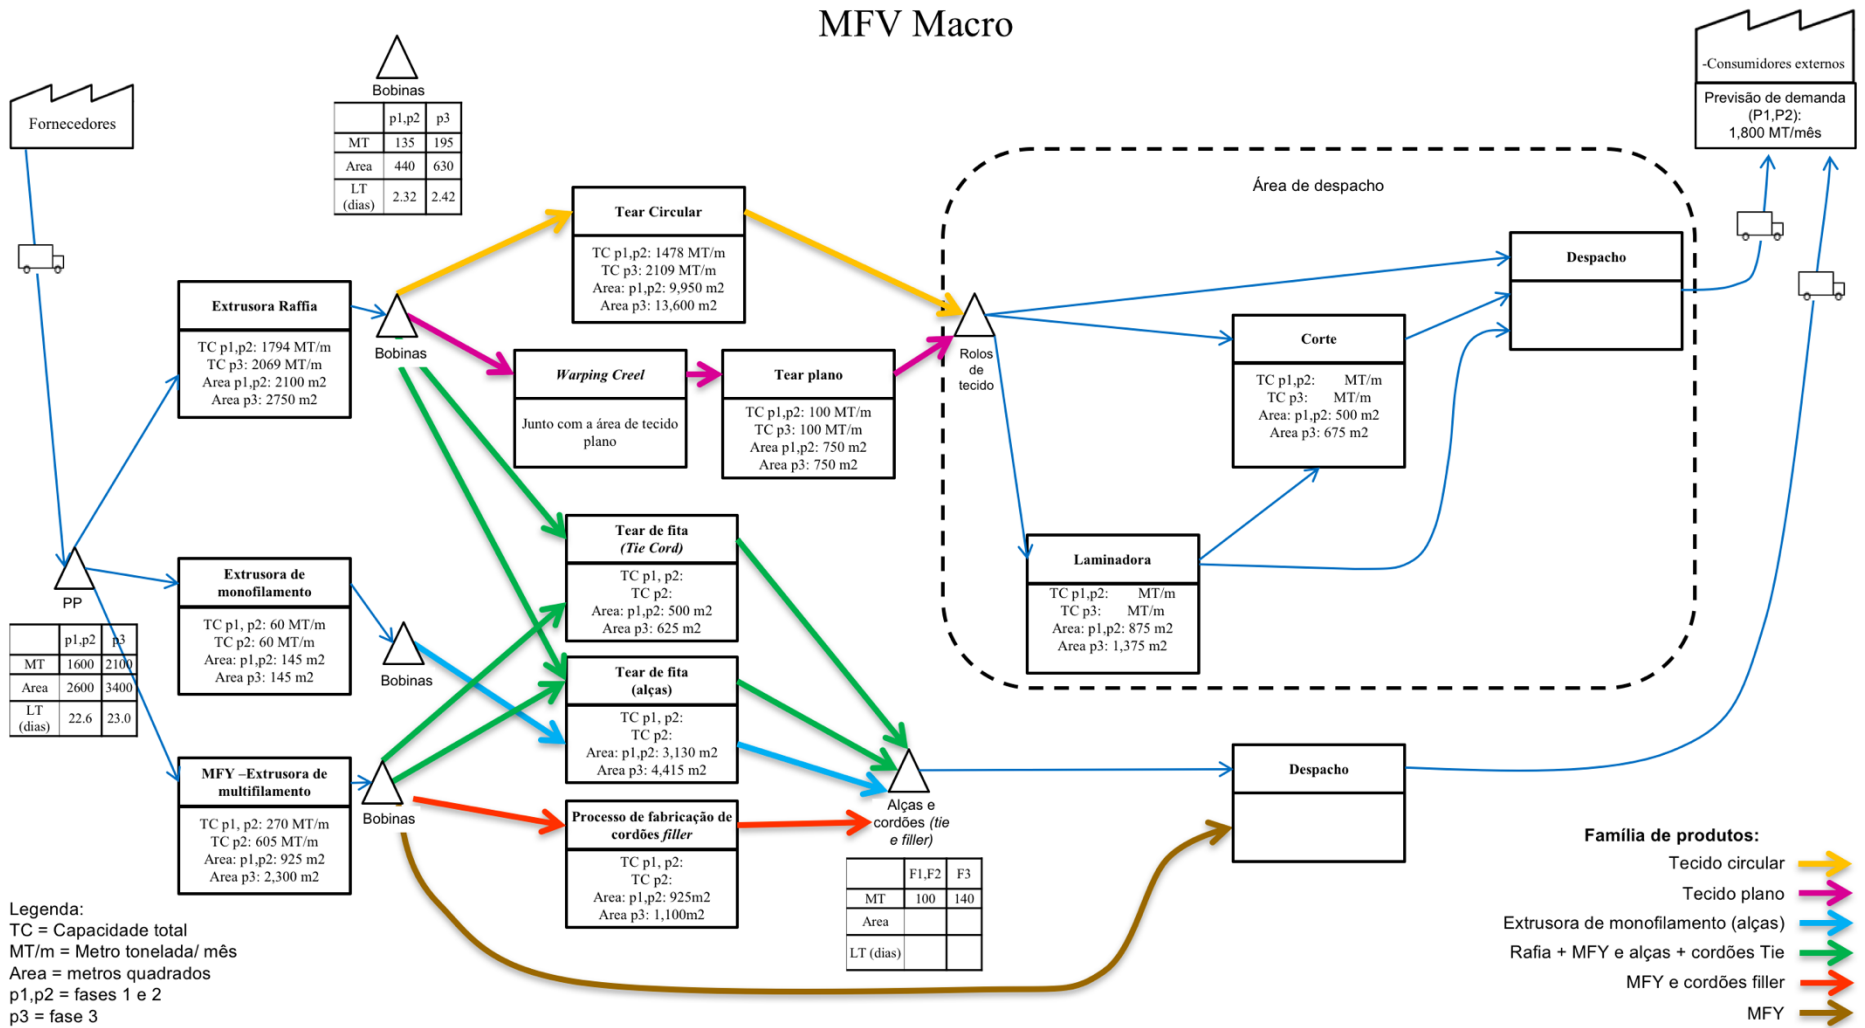 MFV Macro
Fornecedores
Bobinas
p1,p2 p3
MT 135 195
Area 440 630
LT (dias) 2.32 2.42
-Consumidores externos
Previsão de demanda
(P1,P2):
1,800 MT/mês
Tear Circular
TC p1,p2: 1478 MT/m
TC p3: 2109 MT/m
Area: p1,p2: 9,950 m2
Area p3: 13,600 m2
Extrusora Raffia
TC p1,p2: 1794 MT/m
TC p3: 2069 MT/m
Area p1,p2: 2100 m2
Area p3: 2750 m2
Bobinas
Warping Creel
Junto com a área de tecido
plano
Tear plano
TC p1,p2: 100 MT/m
TC p3: 100 MT/m
Area p1,p2: 750 m2
Area p3: 750 m2
Rolos
de
tecido
Área de despacho
Despacho
Corte
TC p1,p2: MT/m
TC p3: MT/m
Area: p1,p2: 500 m2
Area p3: 675 m2
Laminadora
TC p1,p2: MT/m
TC p3: MT/m
Area: p1,p2: 875 m2
Area p3: 1,375 m2
PP
p1,p2 p3
MT 1600 2100
Area 2600 3400
LT (dias) 22.6 23.0
Extrusora de
monofilamento
TC p1, p2: 60 MT/m
TC p2: 60 MT/m
Area: p1,p2: 145 m2
Area p3: 145 m2
Bobinas
Tear de fita
(Tie Cord)
TC p1, p2:
TC p2:
Area: p1,p2: 500 m2
Area p3: 625 m2
Tear de fita
(alças)
TC p1, p2:
TC p2:
Area: p1,p2: 3,130 m2
Area p3: 4,415 m2
MFY –Extrusora de
multifilamento
TC p1, p2: 270 MT/m
TC p2: 605 MT/m
Area: p1,p2: 925 m2
Area p3: 2,300 m2
Bobinas
Processo de fabricação de
cordões filler
TC p1, p2:
TC p2:
Area: p1,p2: 925m2
Area p3: 1,100m2
Alças e
cordões (tie
e filler)
F1,F2 F3
MT 100 140
Area
LT (dias)
Despacho
Legenda:
TC = Capacidade total
MT/m = Metro tonelada/ mês
Area = metros quadrados
p1,p2 = fases 1 e 2
p3 = fase 3
Família de produtos:
Tecido circular
Tecido plano
Extrusora de monofilamento (alças)
Rafia + MFY e alças + cordões Tie
MFY e cordões filler
MFY